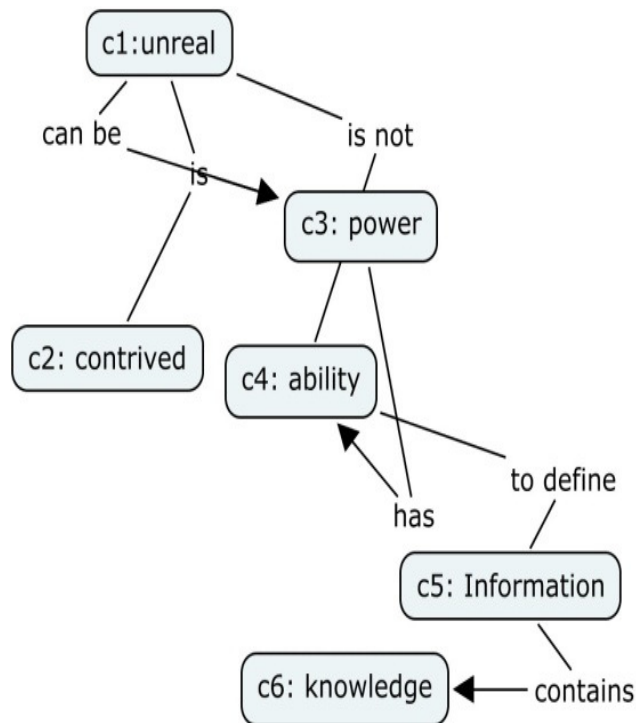 c1:unreal
can be
is not
is
c3: power
c2: contrived
c4: ability
to define
has
c5: Information
c6: knowledge
contains